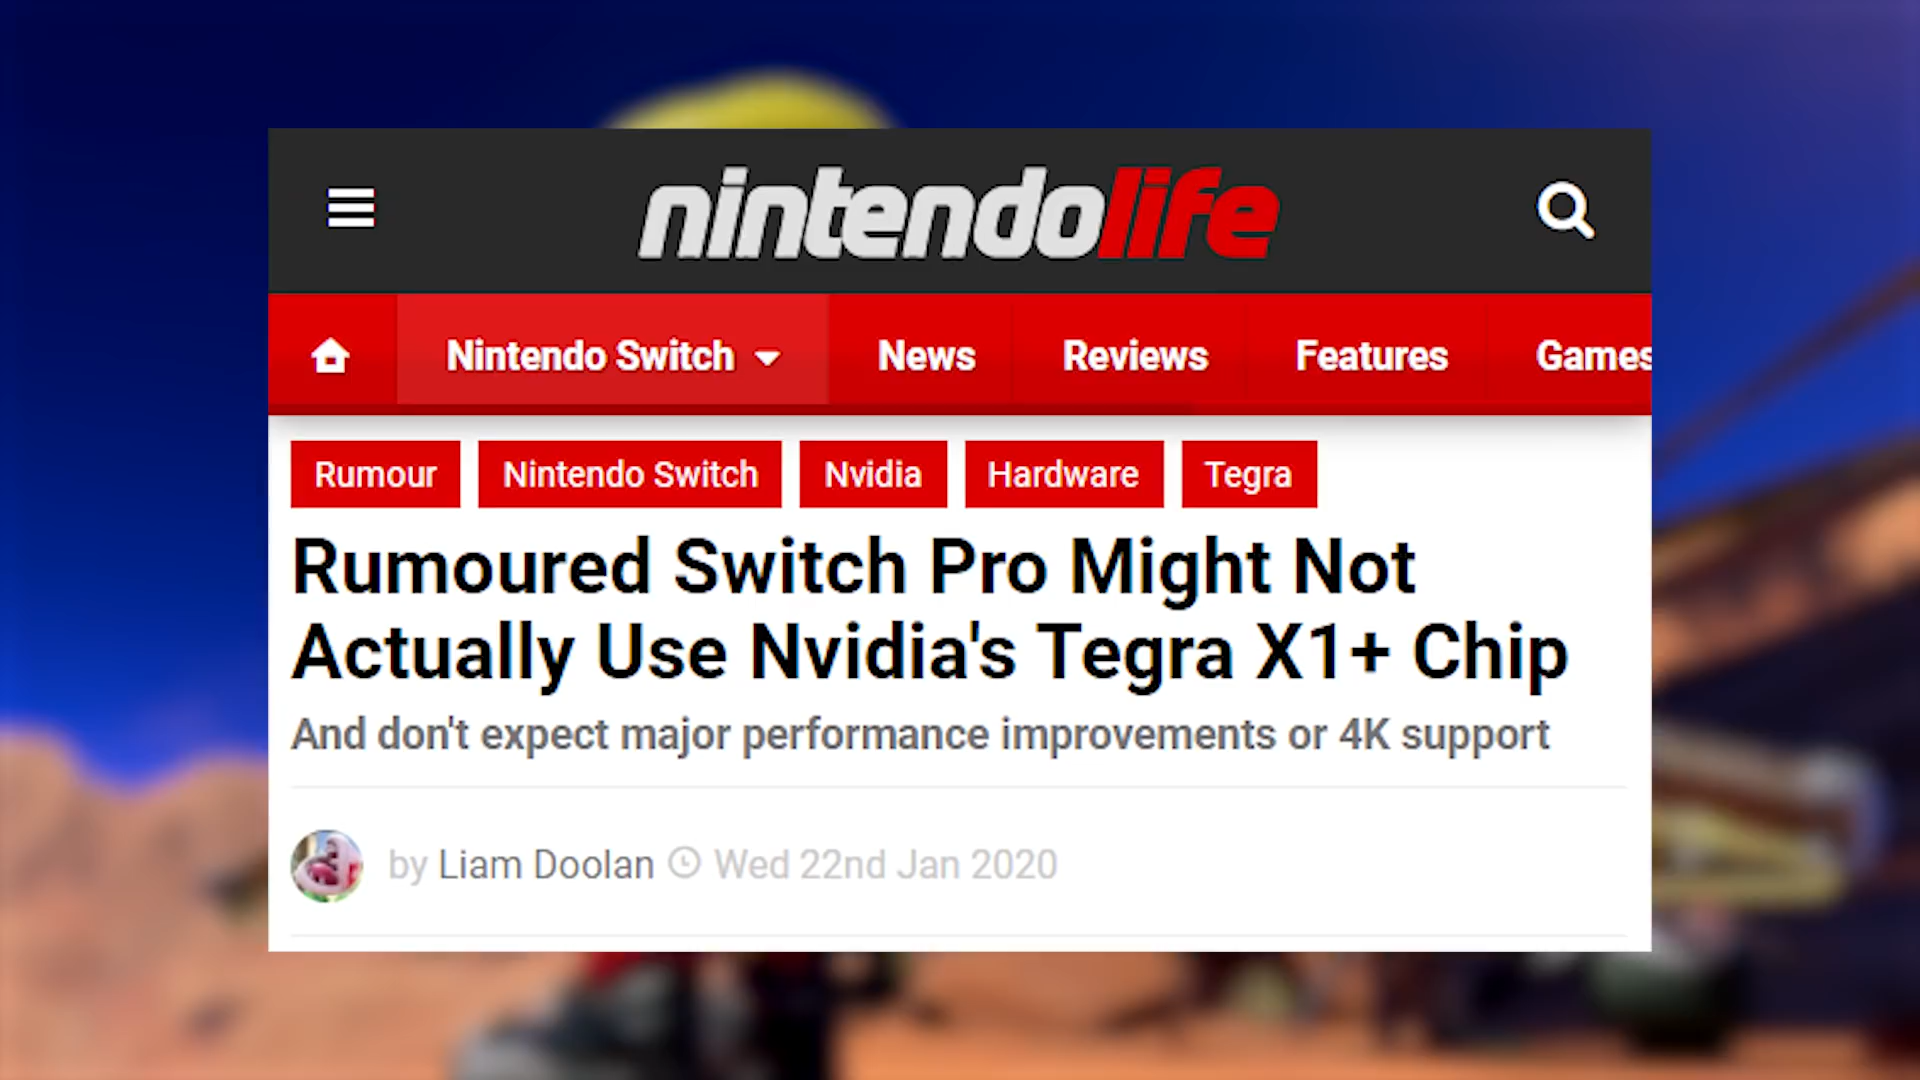 nintendolife
Nintendo Switch News Reviews Features Games
Rumour Nintendo Switch Nvidia Hardware Tegra
Rumoured Switch Pro Might Not
Actually Use Nvidia's Tegra X1+ Chip
And don't expect major performance improvements or 4K support
by Liam Doolan Wed 22nd Jan 2020